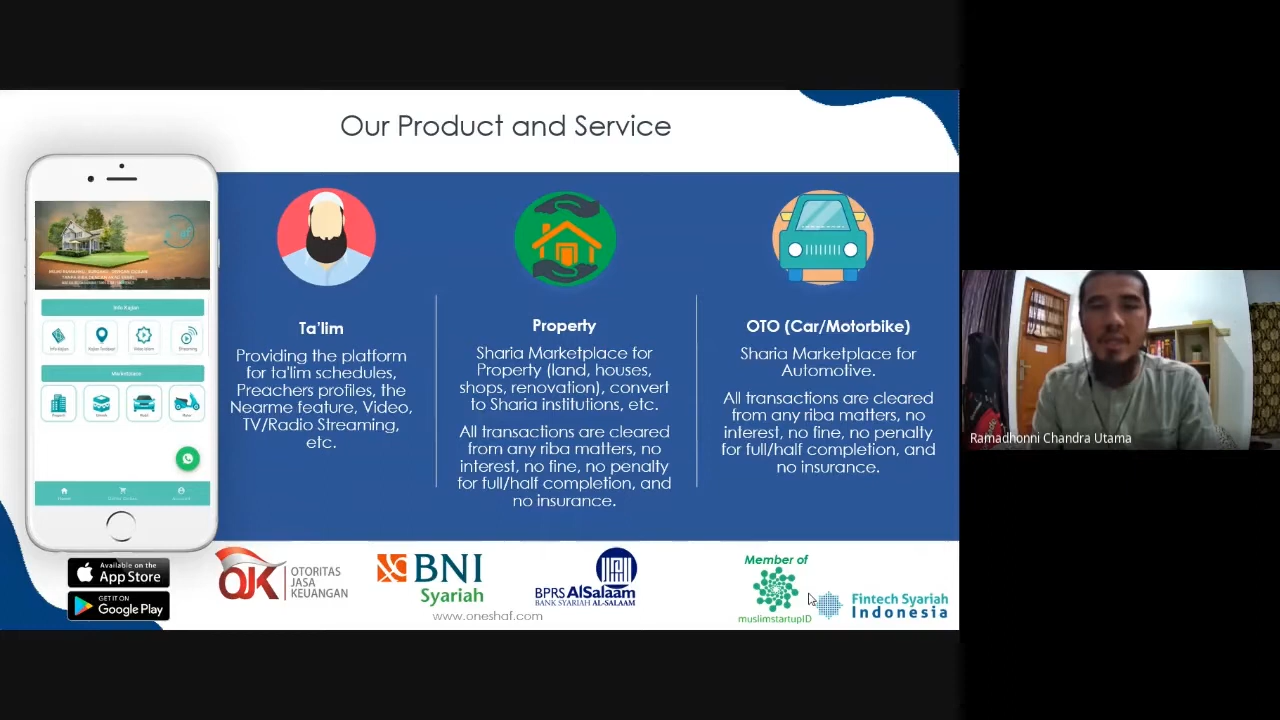 Our Product and Service
Info Kajian
Marketplace
Ta'lim
Providing the platform
for ta'lim schedules,
Preachers profiles, the
Nearme feature, Video,
TV/Radio Streaming,
etc.
Property
Sharia Marketplace for
Property (land, houses,
shops, renovation), convert
to Sharia institutions, etc.
All transactions are cleared
from any riba matters, no
interest, no fine, no penalty
for full/half completion, and
no insurance.
OTO (Car/Motorbike)
Sharia Marketplace for
Automotive.
All transactions are cleared
from any riba matters, no
interest, no fine, no penalty
for full/half completion, and
no insurance.
Available on the
App Store
GET IT ON
Google Play
OJK
OTORITAS
JASA
KEUANGAN
BNI
Syariah
BPRS AlSalaam
BANK SYARIAH AL-SALAAM
www.oneshaf.com
Member of
muslimstartupID
Fintech Syariah
Indonesia
Ramadhonni Chandra Utama